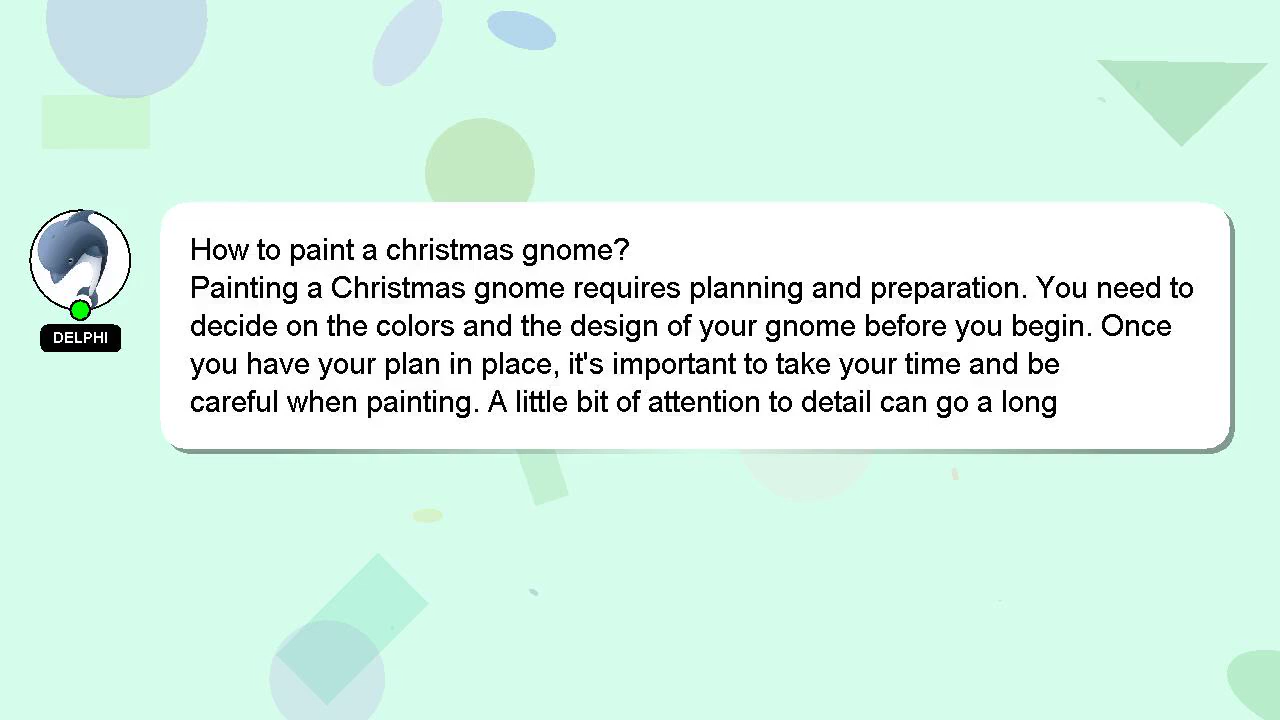 How to paint a christmas gnome?
Painting a Christmas gnome requires planning and preparation. You need to
decide on the colors and the design of your gnome before you begin. Once
you have your plan in place, it's important to take your time and be
careful when painting. A little bit of attention to detail can go a long
DELPHI